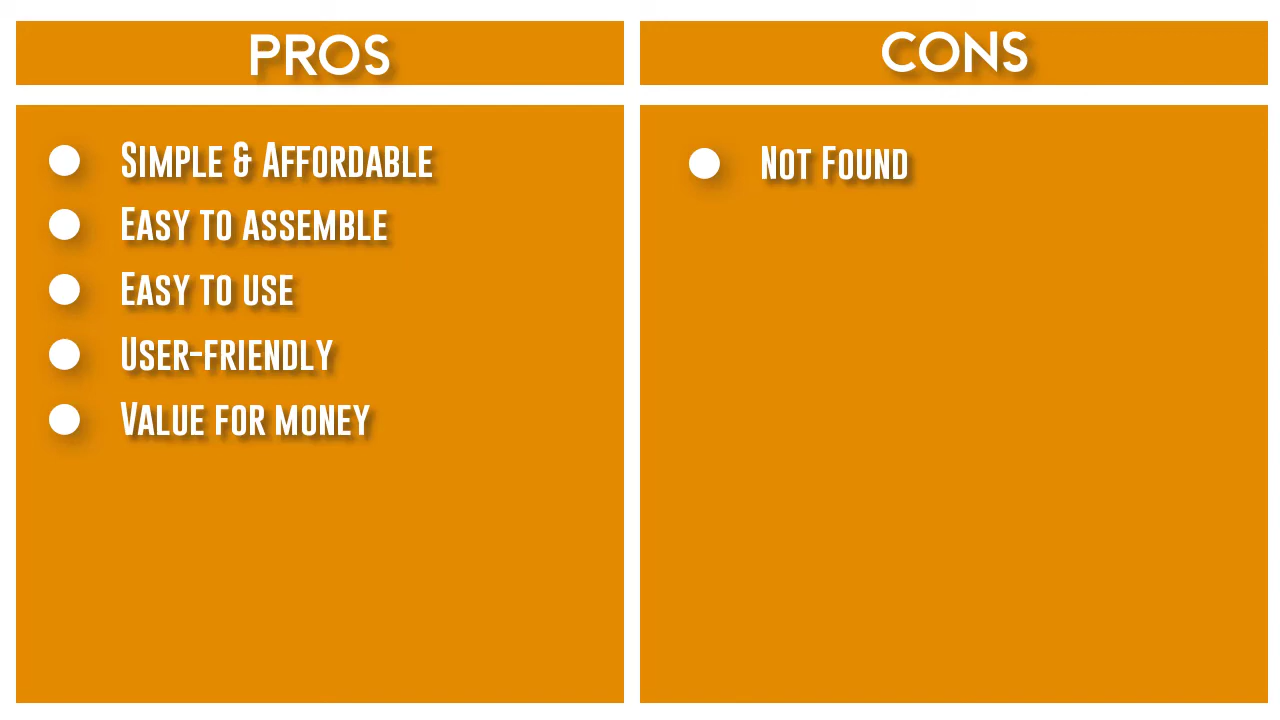 PROS
Simple & Affordable
Easy to assemble
Easy to use
User-friendly
Value for money
CONS
Not Found